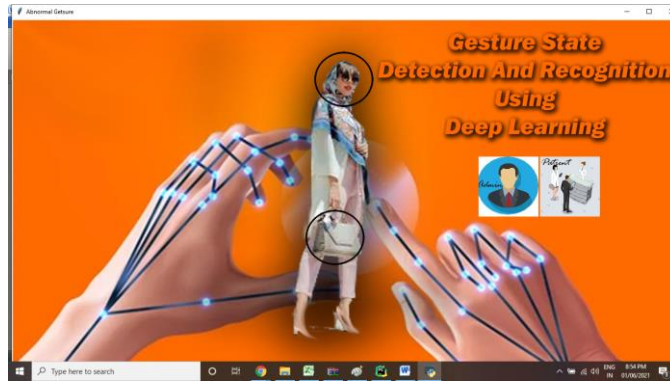 Abnormal Getsure
Gesture State
Detection And Recognition
Using
Deep Learning
Admin
Patient
Type here to search
ENG
IN
8:54 PM
01/06/2021